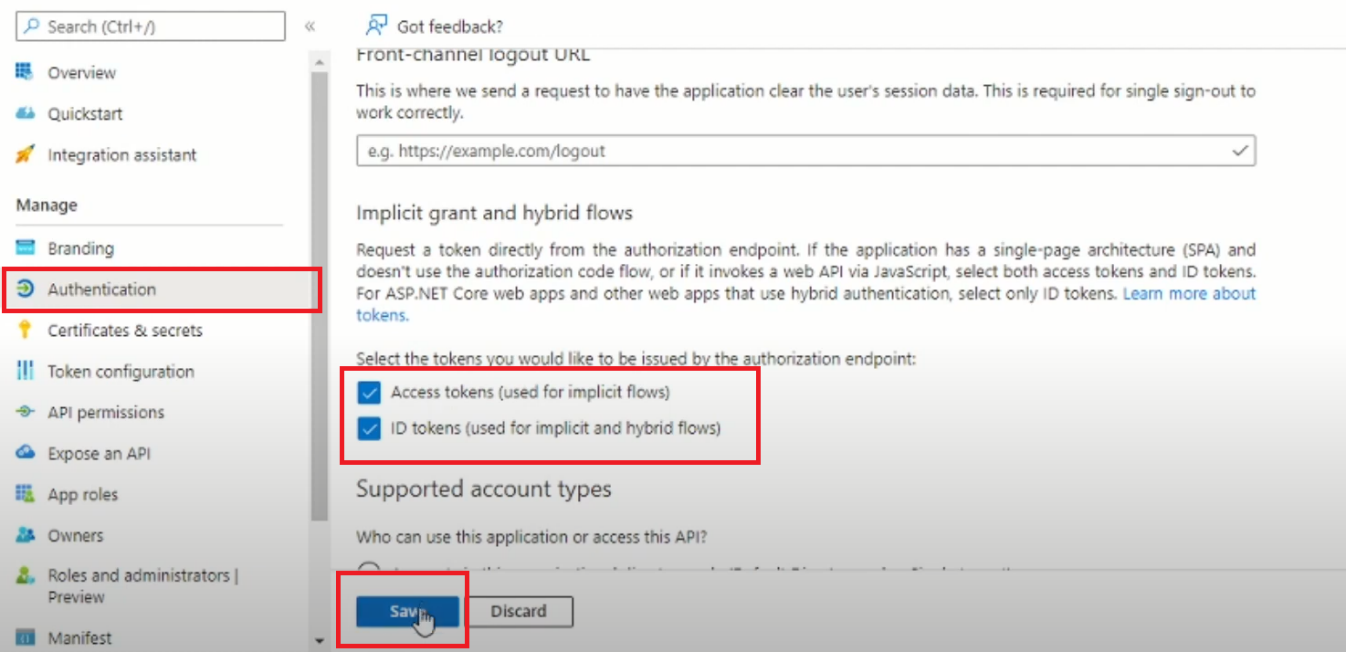 Search (Ctrl+/)
«
Overview
Quickstart
Integration assistant
Manage
Branding
Authentication
Certificates & secrets
Token configuration
API permissions
Expose an API
App roles
Owners
Roles and administrators |
Preview
Manifest
Got feedback?
Front-channel logout URL
This is where we send a request to have the application clear the user's session data. This is required for single sign-out to
work correctly.
e.g. https://example.com/logout
Implicit grant and hybrid flows
Request a token directly from the authorization endpoint. If the application has a single-page architecture (SPA) and
doesn't use the authorization code flow, or if it invokes a web API via JavaScript, select both access tokens and ID tokens.
For ASP.NET Core web apps and other web apps that use hybrid authentication, select only ID tokens. Learn more about
tokens.
Select the tokens you would like to be issued by the authorization endpoint:
Access tokens (used for implicit flows)
ID tokens (used for implicit and hybrid flows)
Supported account types
Who can use this application or access this API?
Save
Discard